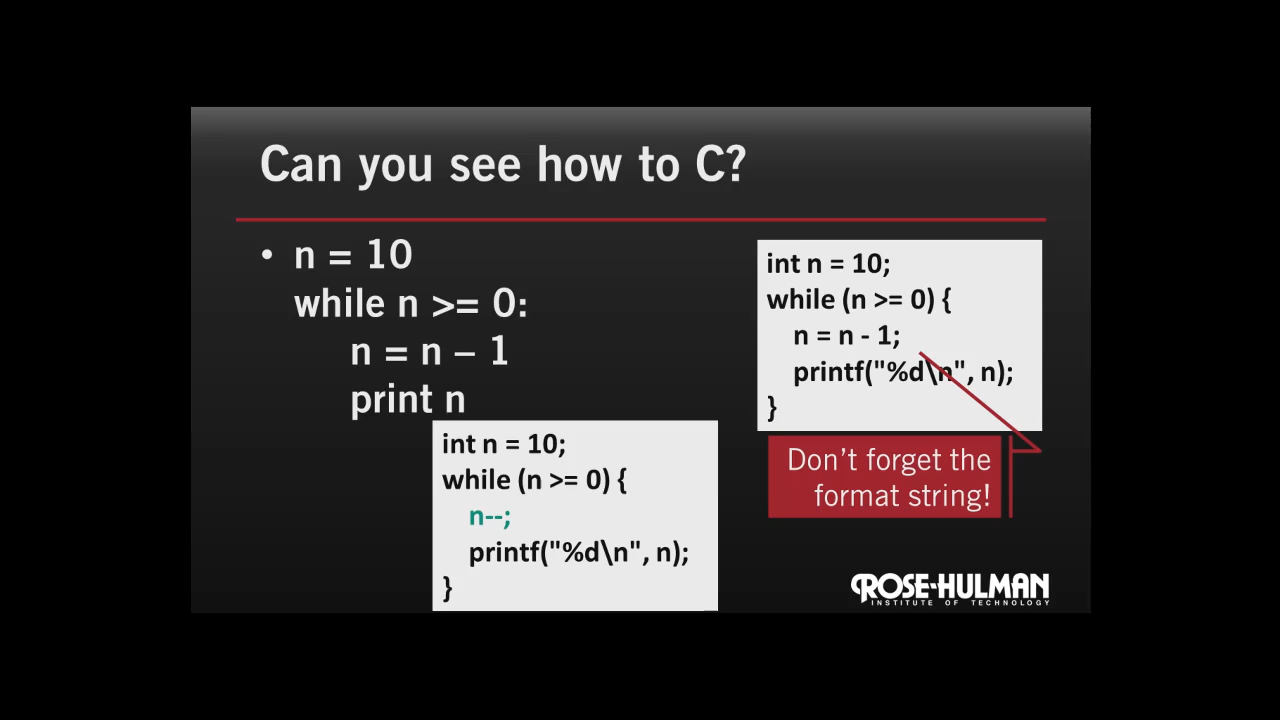 Can you see how to C?
• n = 10
while n >= 0:
n = n – 1
print n
int n = 10;
while (n >= 0) {
n = n - 1;
printf("%d\n", n);
}
Don't forget the
format string!
int n = 10;
while (n >= 0) {
n--;
printf("%d\n", n);
}
ROSE-HULMAN
INSTITUTE OF TECHNOLOGY